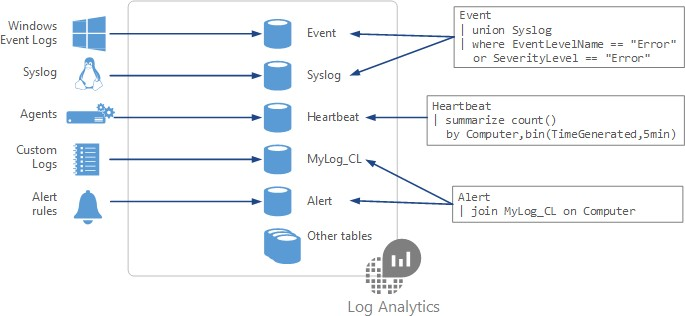 Windows
Event Logs
Syslog
Agents
Custom
Logs
Alert
rules
Event
Syslog
Heartbeat
MyLog_CL
Alert
Other tables
Log Analytics
Event
| union Syslog
| where EventLevelName == "Error"
or SeverityLevel == "Error"
Heartbeat
| summarize count()
by Computer,bin(TimeGenerated,5min)
Alert
| join MyLog_CL on Computer